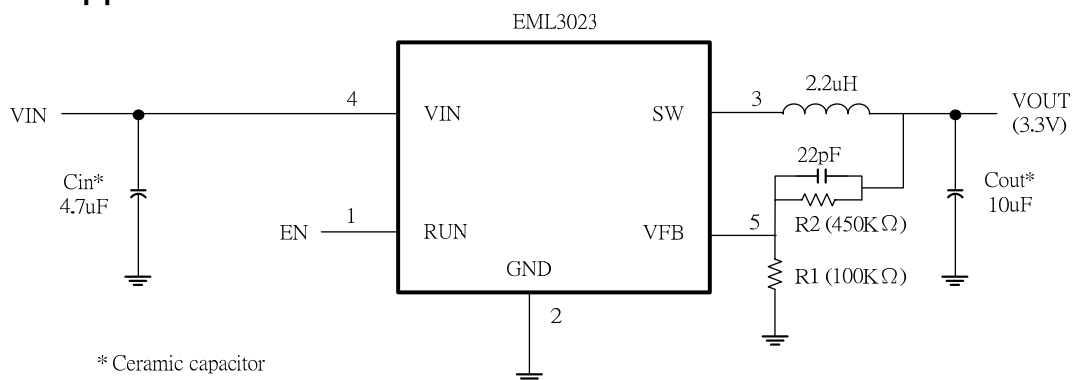 EML3023
VIN
4
VIN
SW
3
2.2uH
VOUT
(3.3V)
Cin*
4.7uF
22pF
Cout*
10uF
EN
1
RUN
VFB
5
R2 (450KΩ)
GND
R1 (100KΩ)
2
* Ceramic capacitor